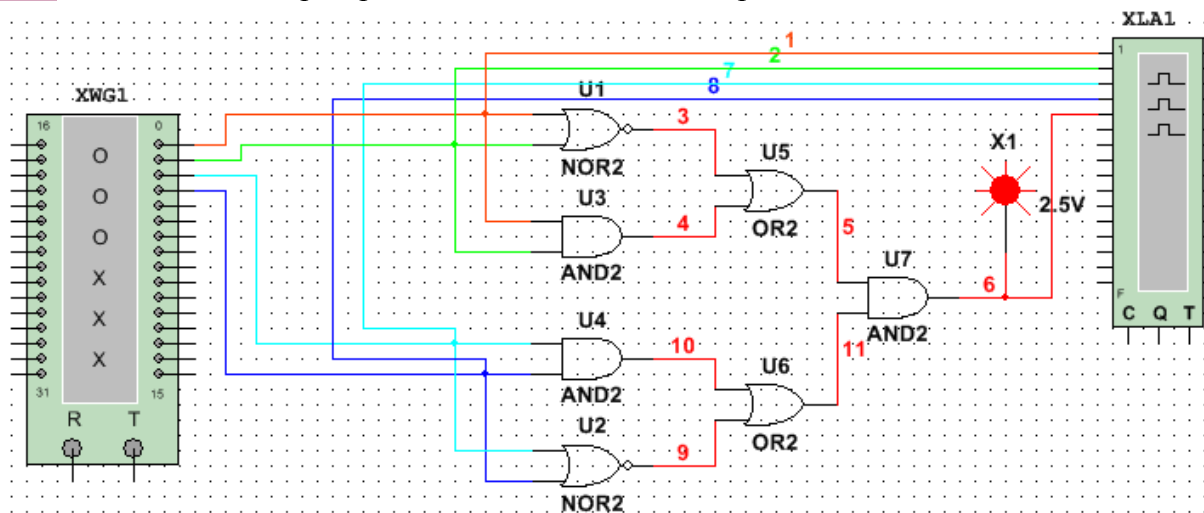 XLA1
1
2
7
8
1
XWG1
U1
16
0
O
3
X1
U5
NOR2
O
U3
2.5V
O
4
5
OR2
U7
X
AND2
6
F
X
U4
C Q T
10
11
AND2
X
U6
31
15
AND2
R
T
U2
9
OR2
NOR2